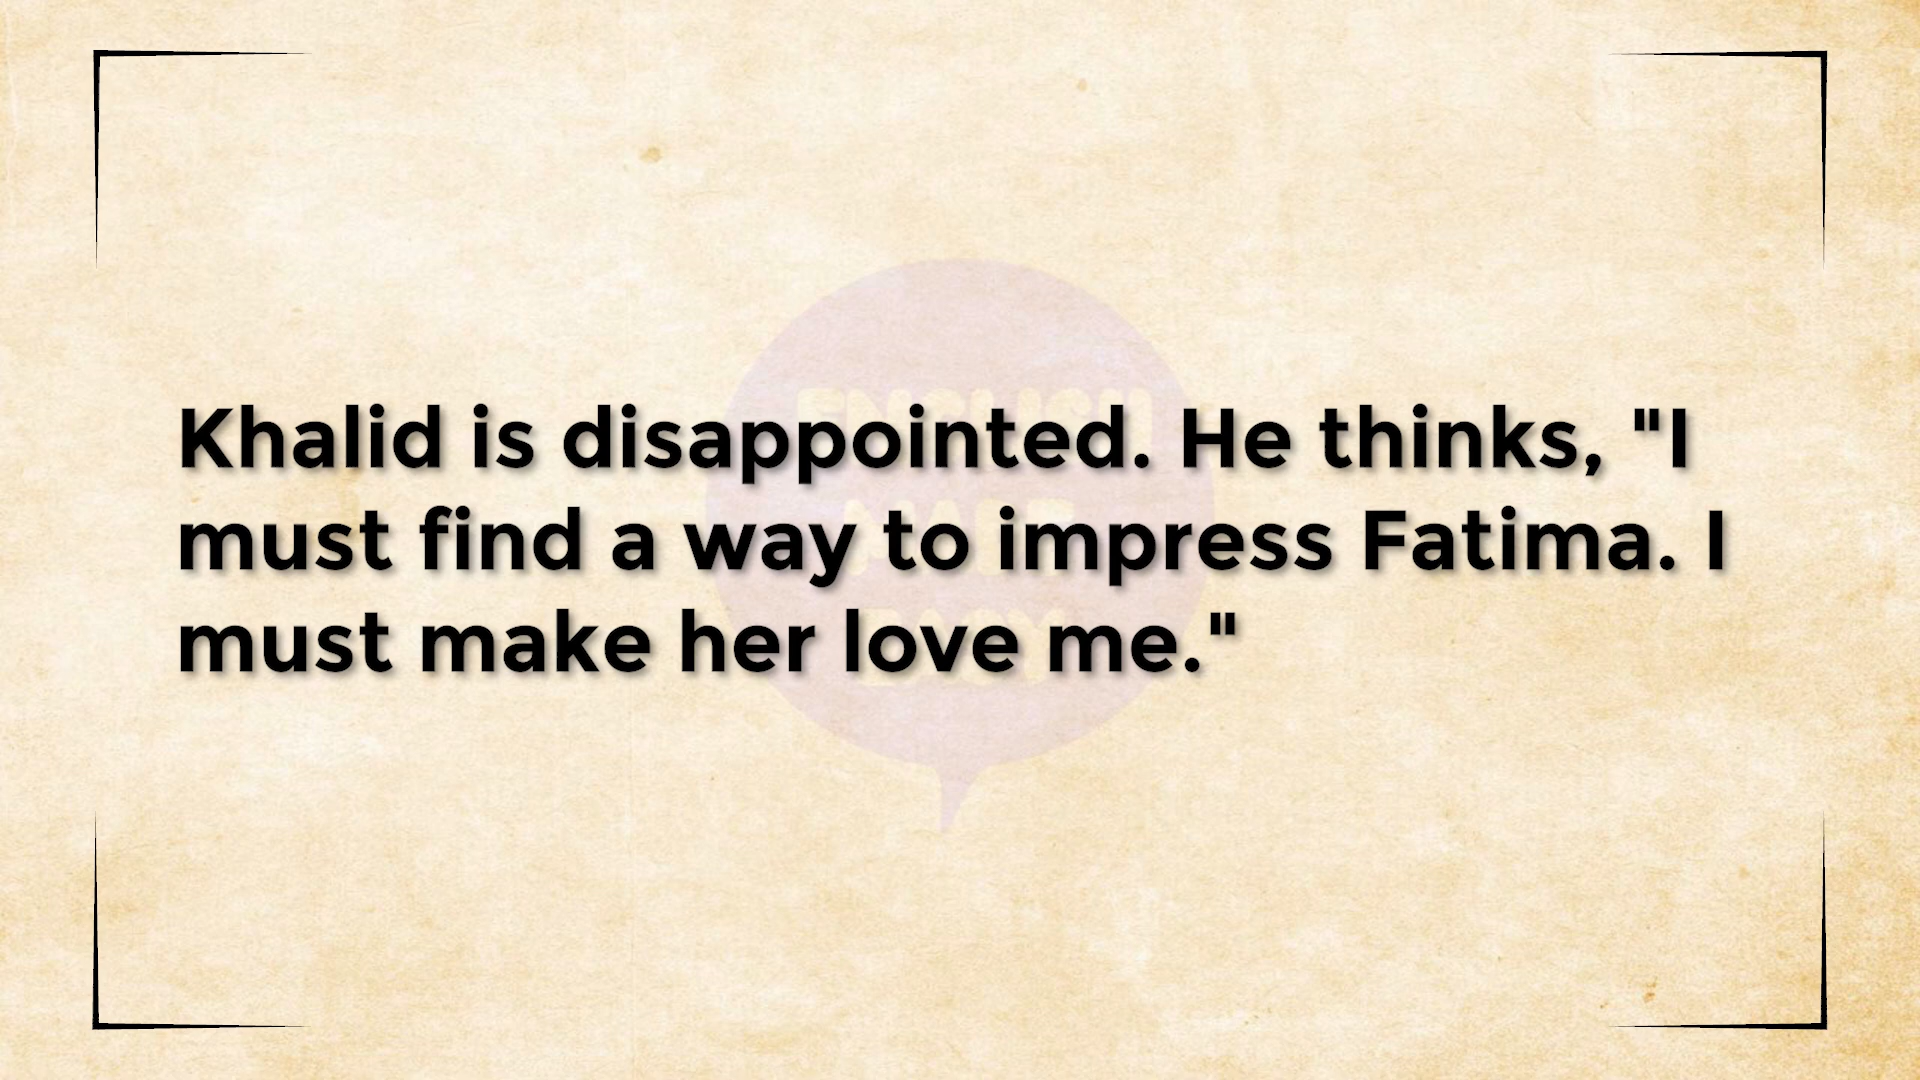 Khalid is disappointed. He thinks, "I
must find a way to impress Fatima. I
must make her love me."